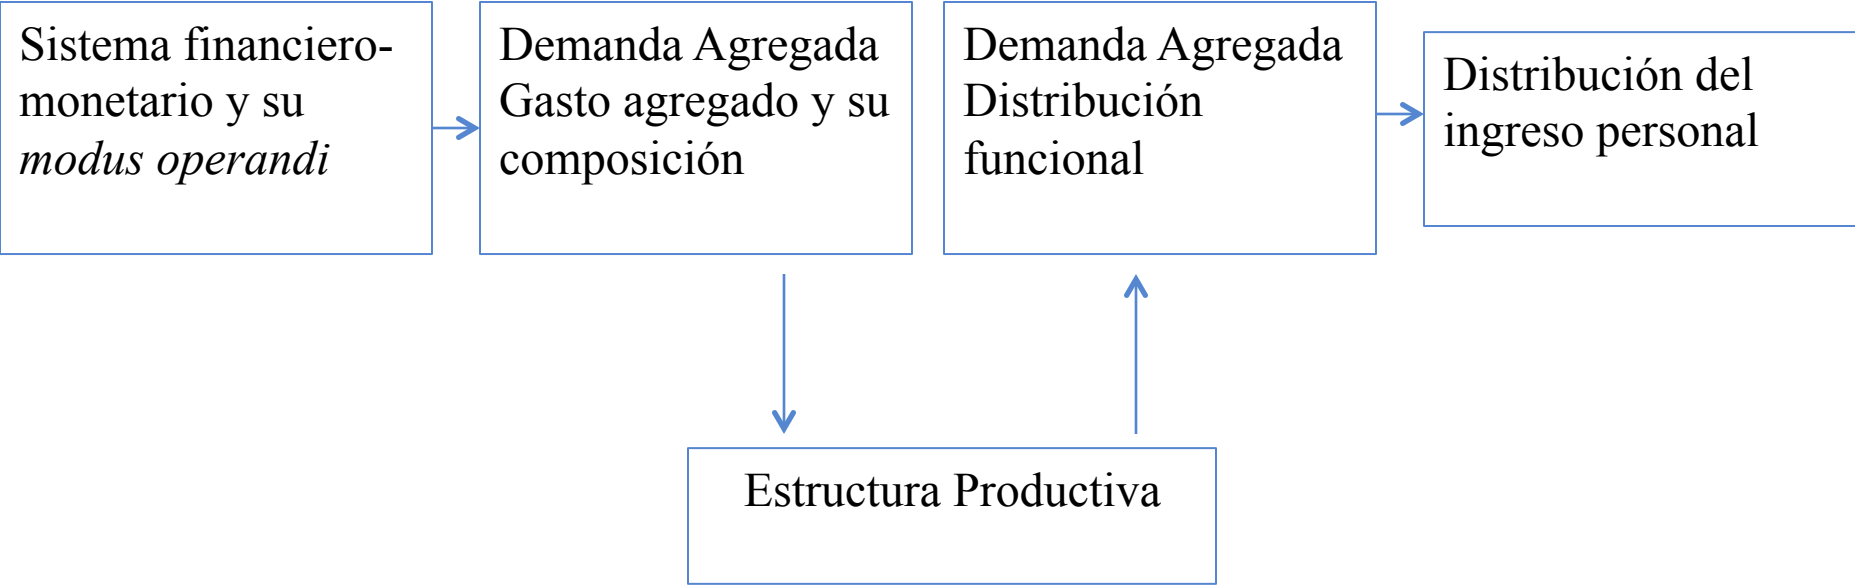 Sistema financiero-
monetario y su
modus operandi
Demanda Agregada
Gasto agregado y su
composición
Demanda Agregada
Distribución
funcional
Distribución del
ingreso personal
Estructura Productiva